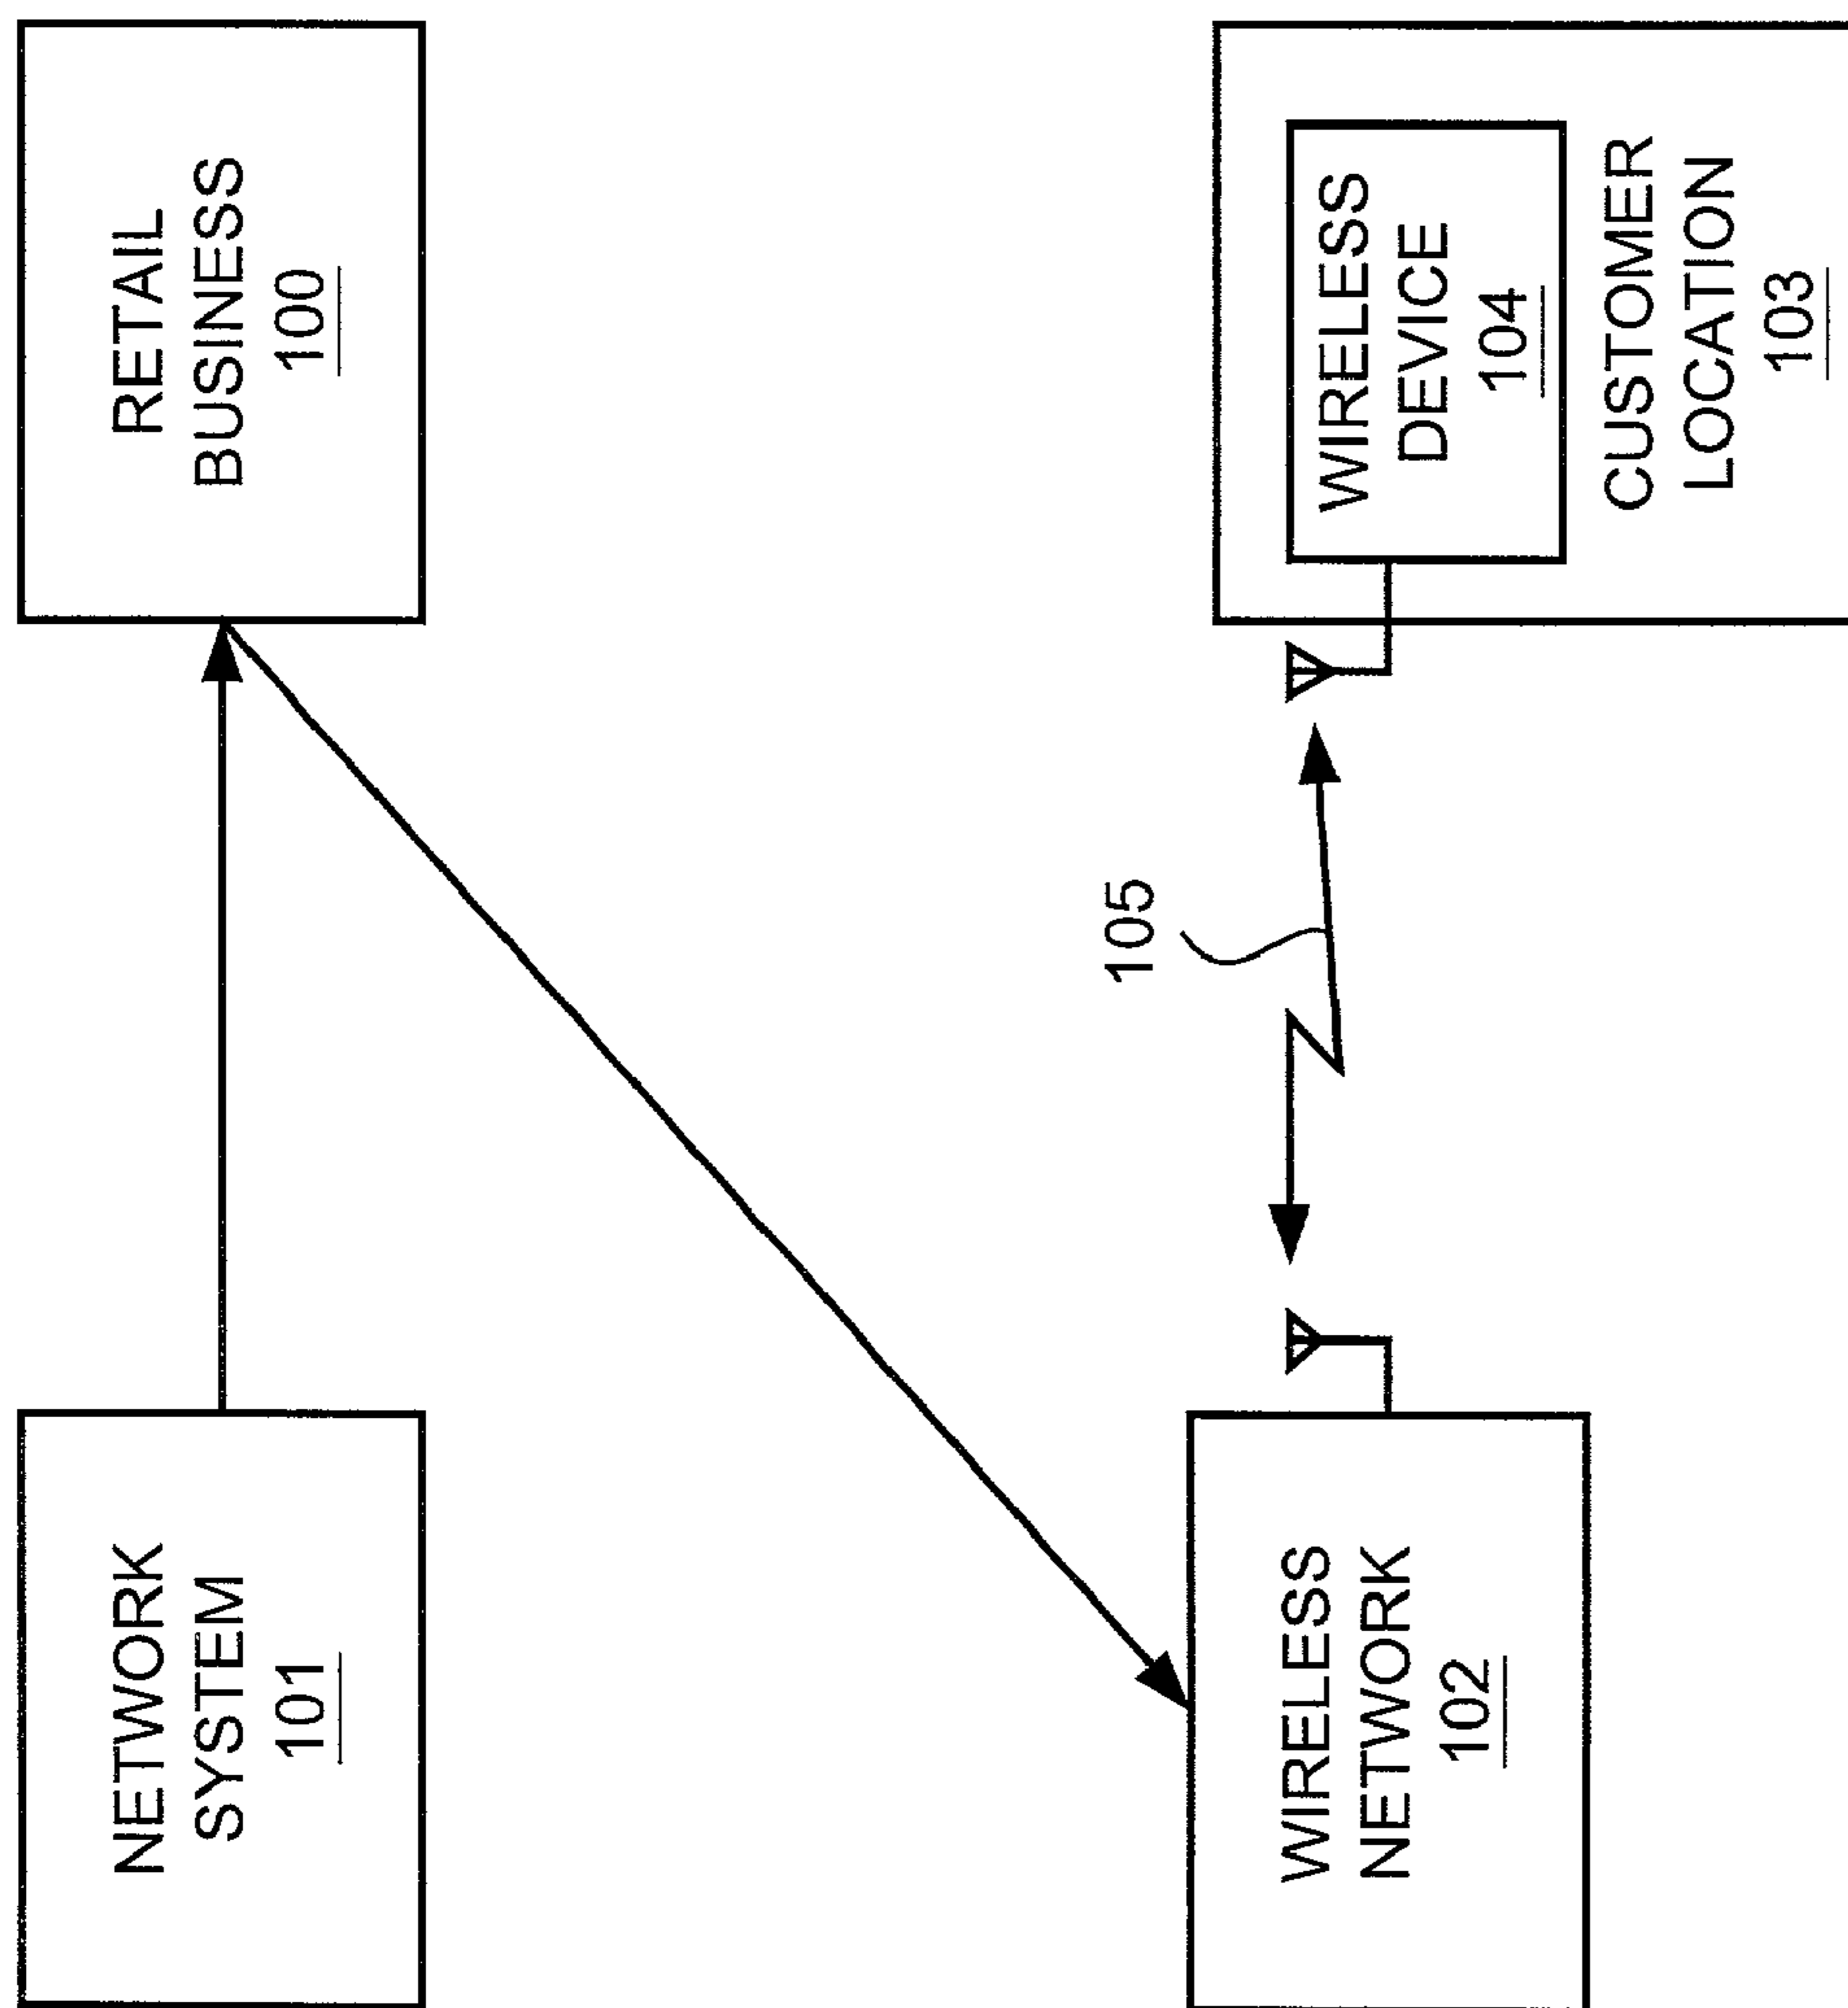 NETWORK
SYSTEM
101
RETAIL
BUSINESS
100
105
WIRELESS
NETWORK
102
WIRELESS
DEVICE
104
CUSTOMER
LOCATION
103